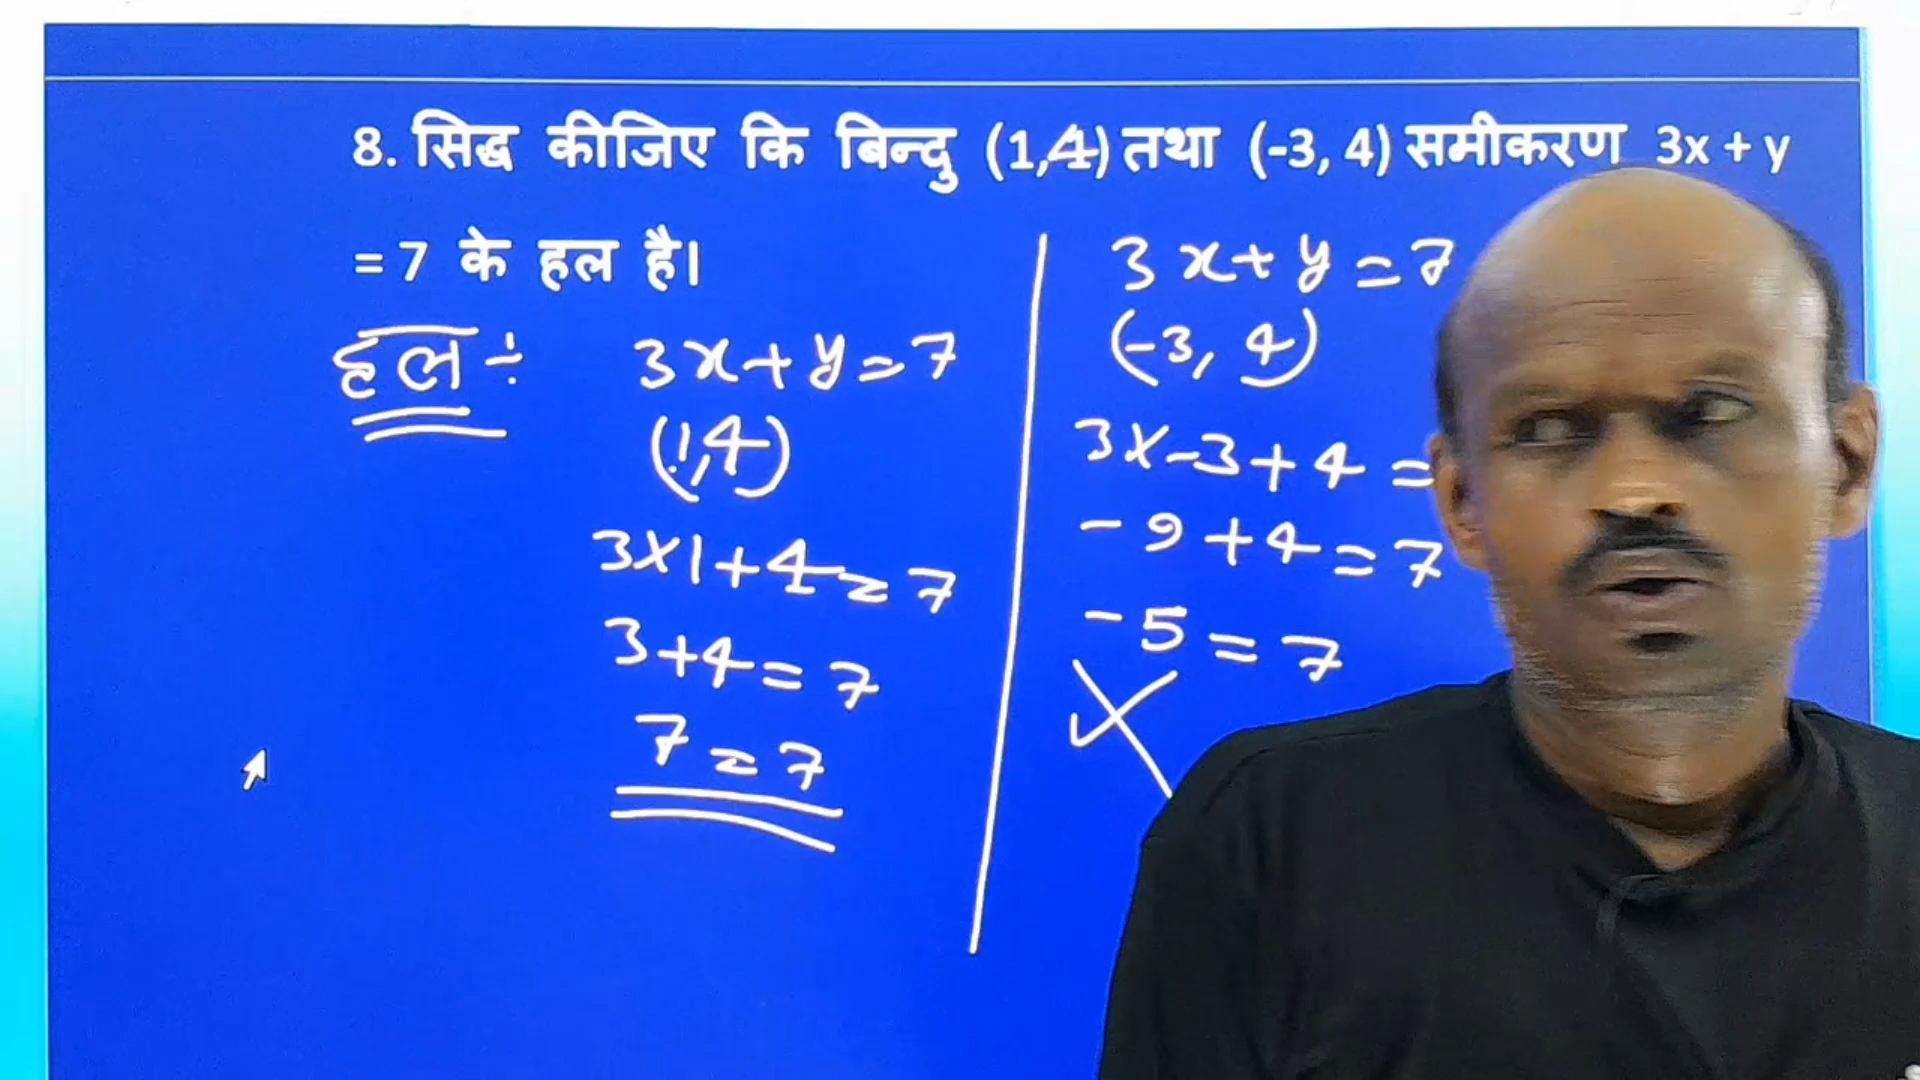 8. सिद्ध कीजिए कि बिन्दु (1,4) तथा (-3, 4) समीकरण 3x + y
= 7 के हल है।
हल ÷
3x + y = 7
(1,4)
3x1 + 4 = 7
3+4 = 7
7 = 7
3x + y = 7
(-3, 4)
3x-3+4 =
-9+4 = 7
-5 = 7